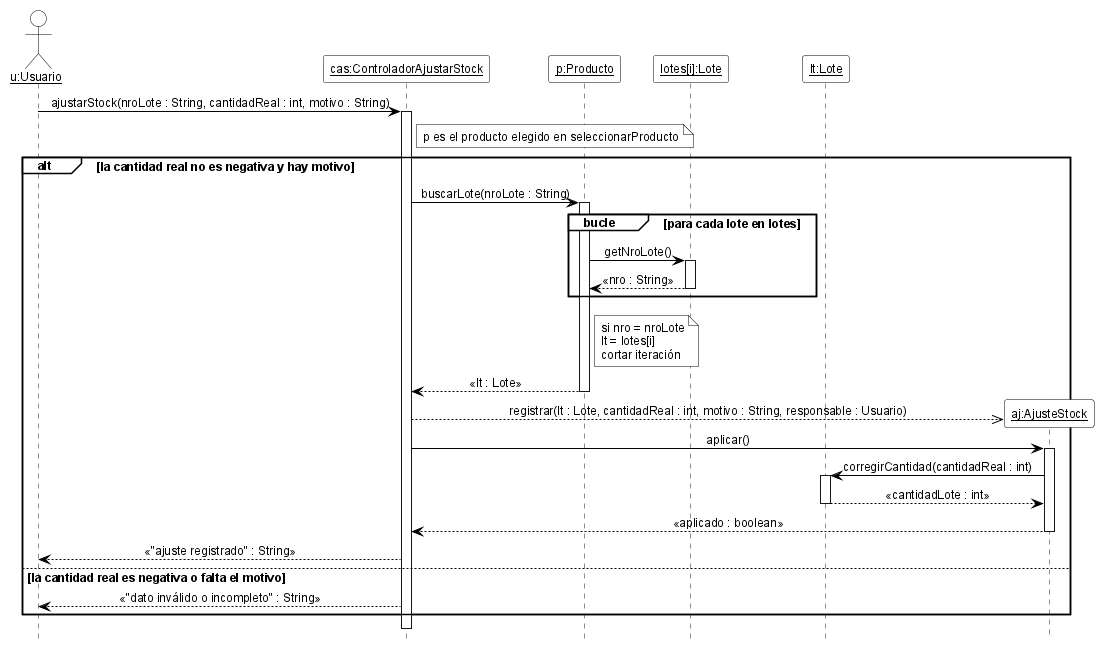 u:Usuario
cas:ControladorAjustarStock
p:Producto
lotes[i]:Lote
lt:Lote
ajustarStock(nroLote : String, cantidadReal : int, motivo : String)
p es el producto elegido en seleccionarProducto
alt
[la cantidad real no es negativa y hay motivo]
buscarLote(nroLote : String)
bucle
[para cada lote en lotes]
getNroLote()
«nro : String»
si nro = nroLote
lt = lotes[i]
cortar iteración
«lt : Lote»
registrar(lt : Lote, cantidadReal : int, motivo : String, responsable : Usuario)
aj:AjusteStock
aplicar()
corregirCantidad(cantidadReal : int)
«cantidadLote : int»
«aplicado : boolean»
«"ajuste registrado" : String»
[la cantidad real es negativa o falta el motivo]
«"dato inválido o incompleto" : String»